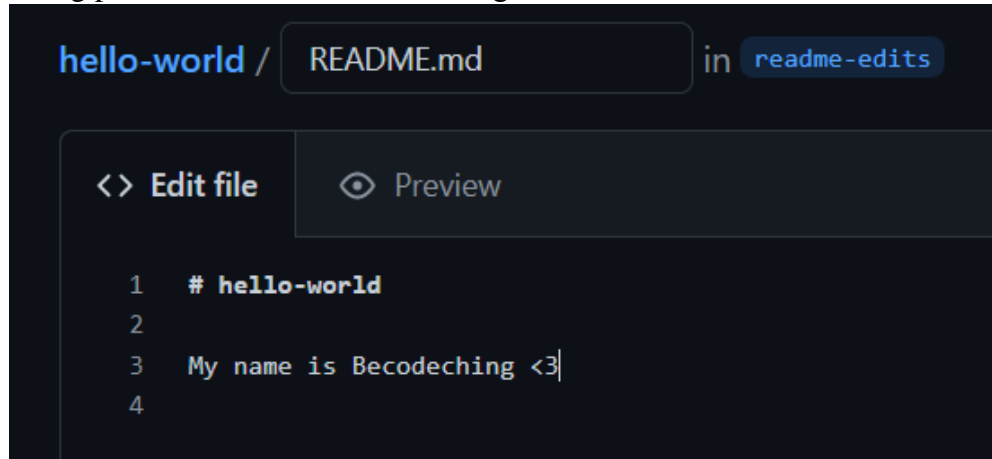 hello-world / README.md in readme-edits
<> Edit file Preview
1 # hello-world
2
3 My name is Becodeching <3
4